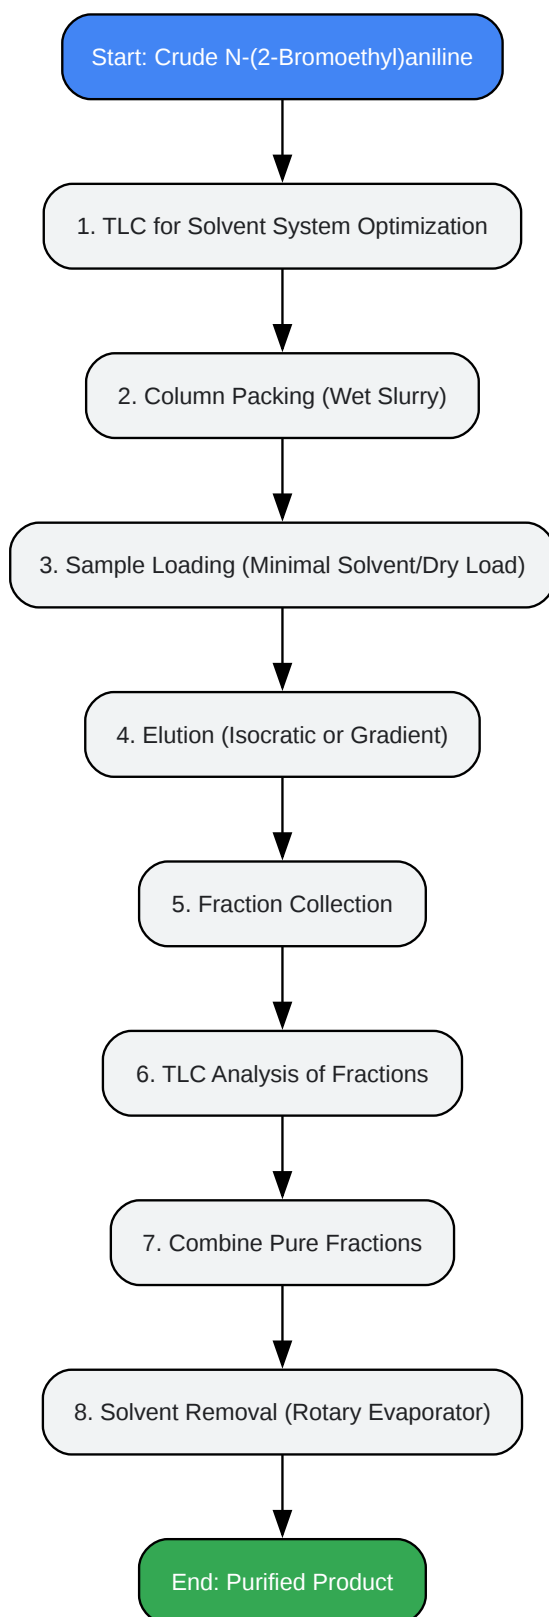 Start: Crude N-(2-Bromoethyl)aniline
1. TLC for Solvent System Optimization
2. Column Packing (Wet Slurry)
3. Sample Loading (Minimal Solvent/Dry Load)
4. Elution (Isocratic or Gradient)
5. Fraction Collection
6. TLC Analysis of Fractions
7. Combine Pure Fractions
8. Solvent Removal (Rotary Evaporator)
End: Purified Product